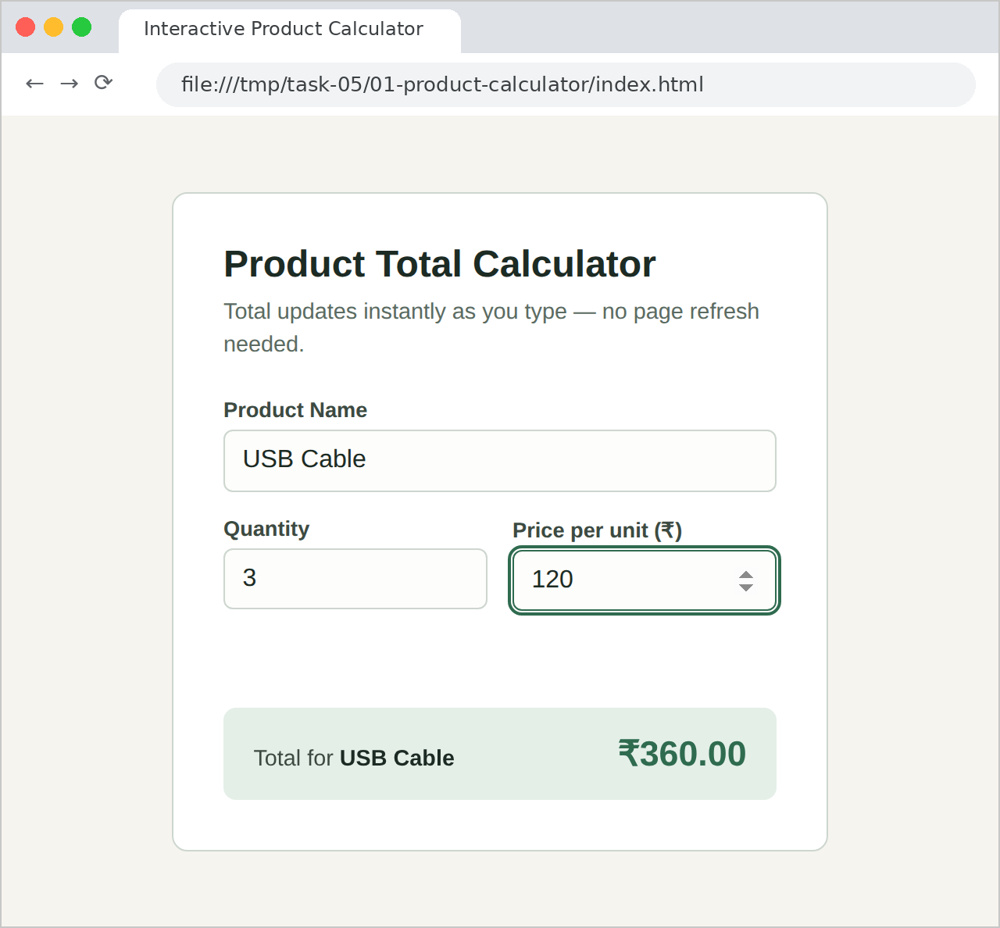 Interactive Product Calculator
← → ⟳ file:///tmp/task-05/01-product-calculator/index.html
Product Total Calculator
Total updates instantly as you type — no page refresh
needed.
Product Name
USB Cable
Quantity
Price per unit (₹)
3
120
Total for USB Cable
₹360.00